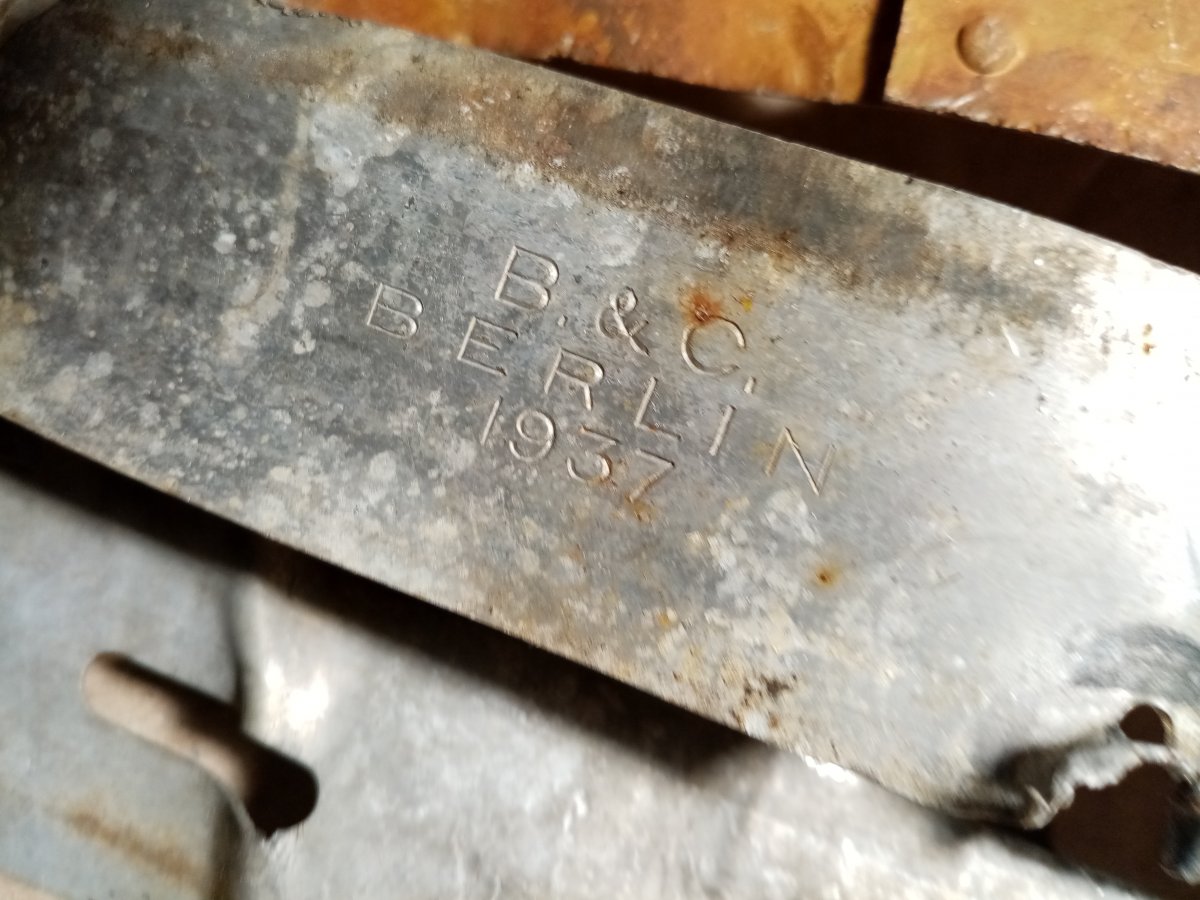 B. & C.
BERLIN
1937